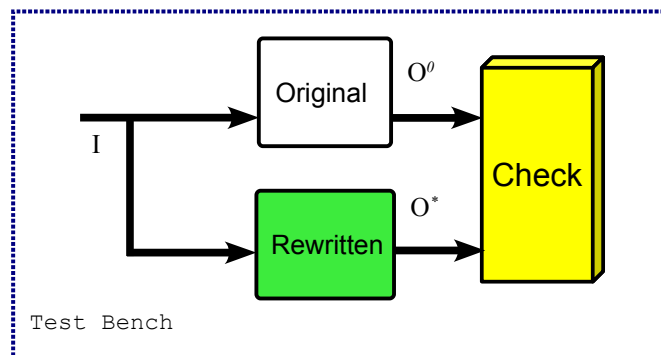 Original
O⁰
I
Check
O*
Rewritten
Test Bench